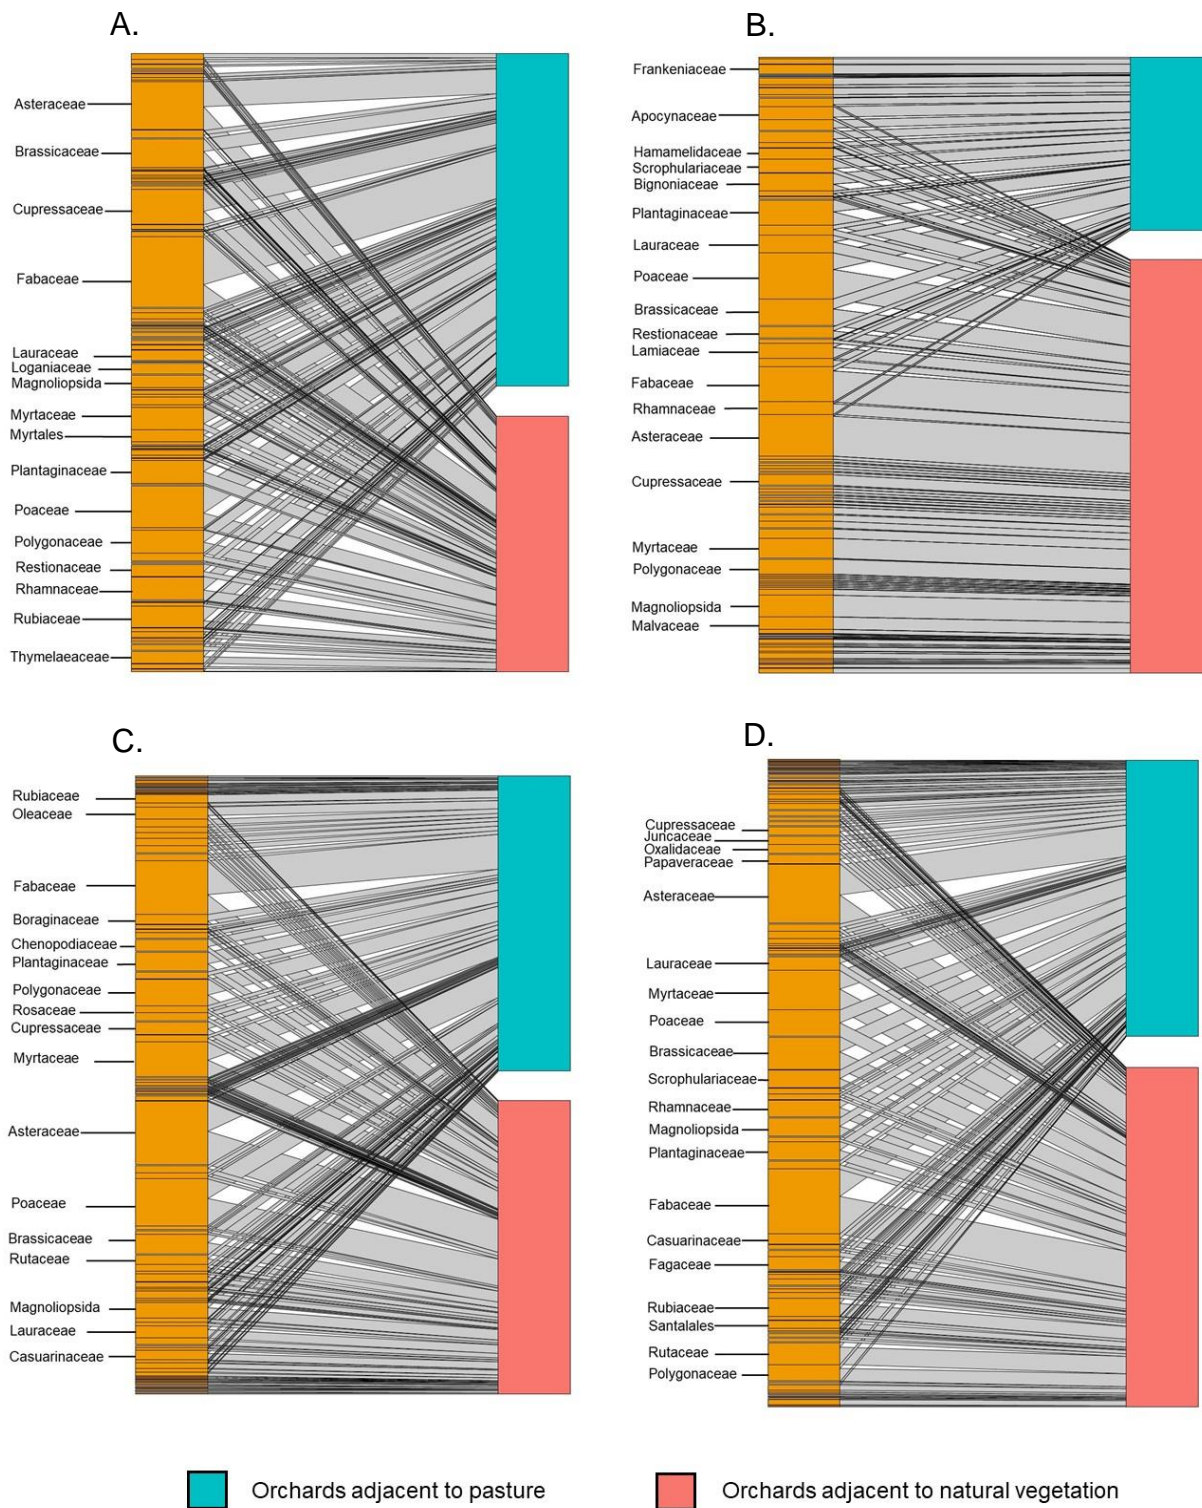 A.
Asteraceae
Brassicaceae
Cupressaceae
Fabaceae
Lauraceae
Loganiaceae
Magnoliopsida
Myrtaceae
Myrtales
Plantaginaceae
Poaceae
Polygonaceae
Restionaceae
Rhamnaceae
Rubiaceae
Thymelaeaceae
B.
Frankeniaceae
Apocynaceae
Hamamelidaceae
Scrophulariaceae
Bignoniaceae
Plantaginaceae
Lauraceae
Poaceae
Brassicaceae
Restionaceae
Lamiaceae
Fabaceae
Rhamnaceae
Asteraceae
Cupressaceae
Myrtaceae
Polygonaceae
Magnoliopsida
Malvaceae
C.
Rubiaceae
Oleaceae
Fabaceae
Boraginaceae
Chenopodiaceae
Plantaginaceae
Polygonaceae
Rosaceae
Cupressaceae
Myrtaceae
Asteraceae
Poaceae
Brassicaceae
Rutaceae
Magnoliopsida
Lauraceae
Casuarinaceae
D.
Cupressaceae
Juncaceae
Oxalidaceae
Papaveraceae
Asteraceae
Lauraceae
Myrtaceae
Poaceae
Brassicaceae
Scrophulariaceae
Rhamnaceae
Magnoliopsida
Plantaginaceae
Fabaceae
Casuarinaceae
Fagaceae
Rubiaceae
Santalales
Rutaceae
Polygonaceae
Orchards adjacent to pasture
Orchards adjacent to natural vegetation